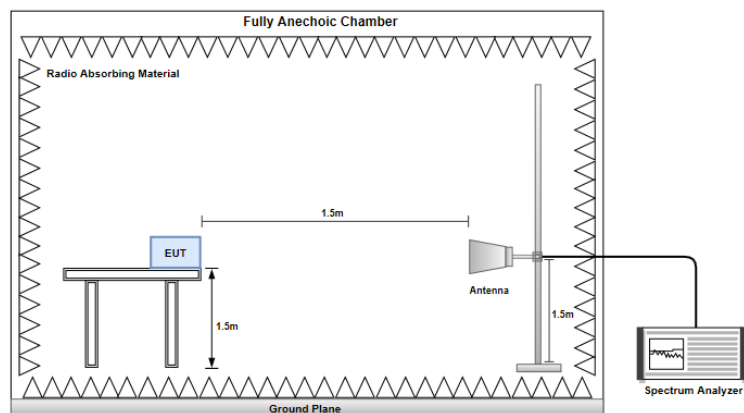 Fully Anechoic Chamber
Radio Absorbing Material
1.5m
EUT
Antenna
1.5m
1.5m
Spectrum Analyzer
Ground Plane